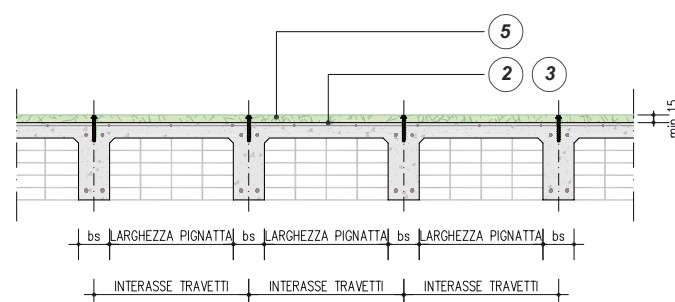 5
2 3
min 15
bs LARGHEZZA PIGNATTA bs LARGHEZZA PIGNATTA bs LARGHEZZA PIGNATTA bs
INTERASSE TRAVETTI INTERASSE TRAVETTI INTERASSE TRAVETTI